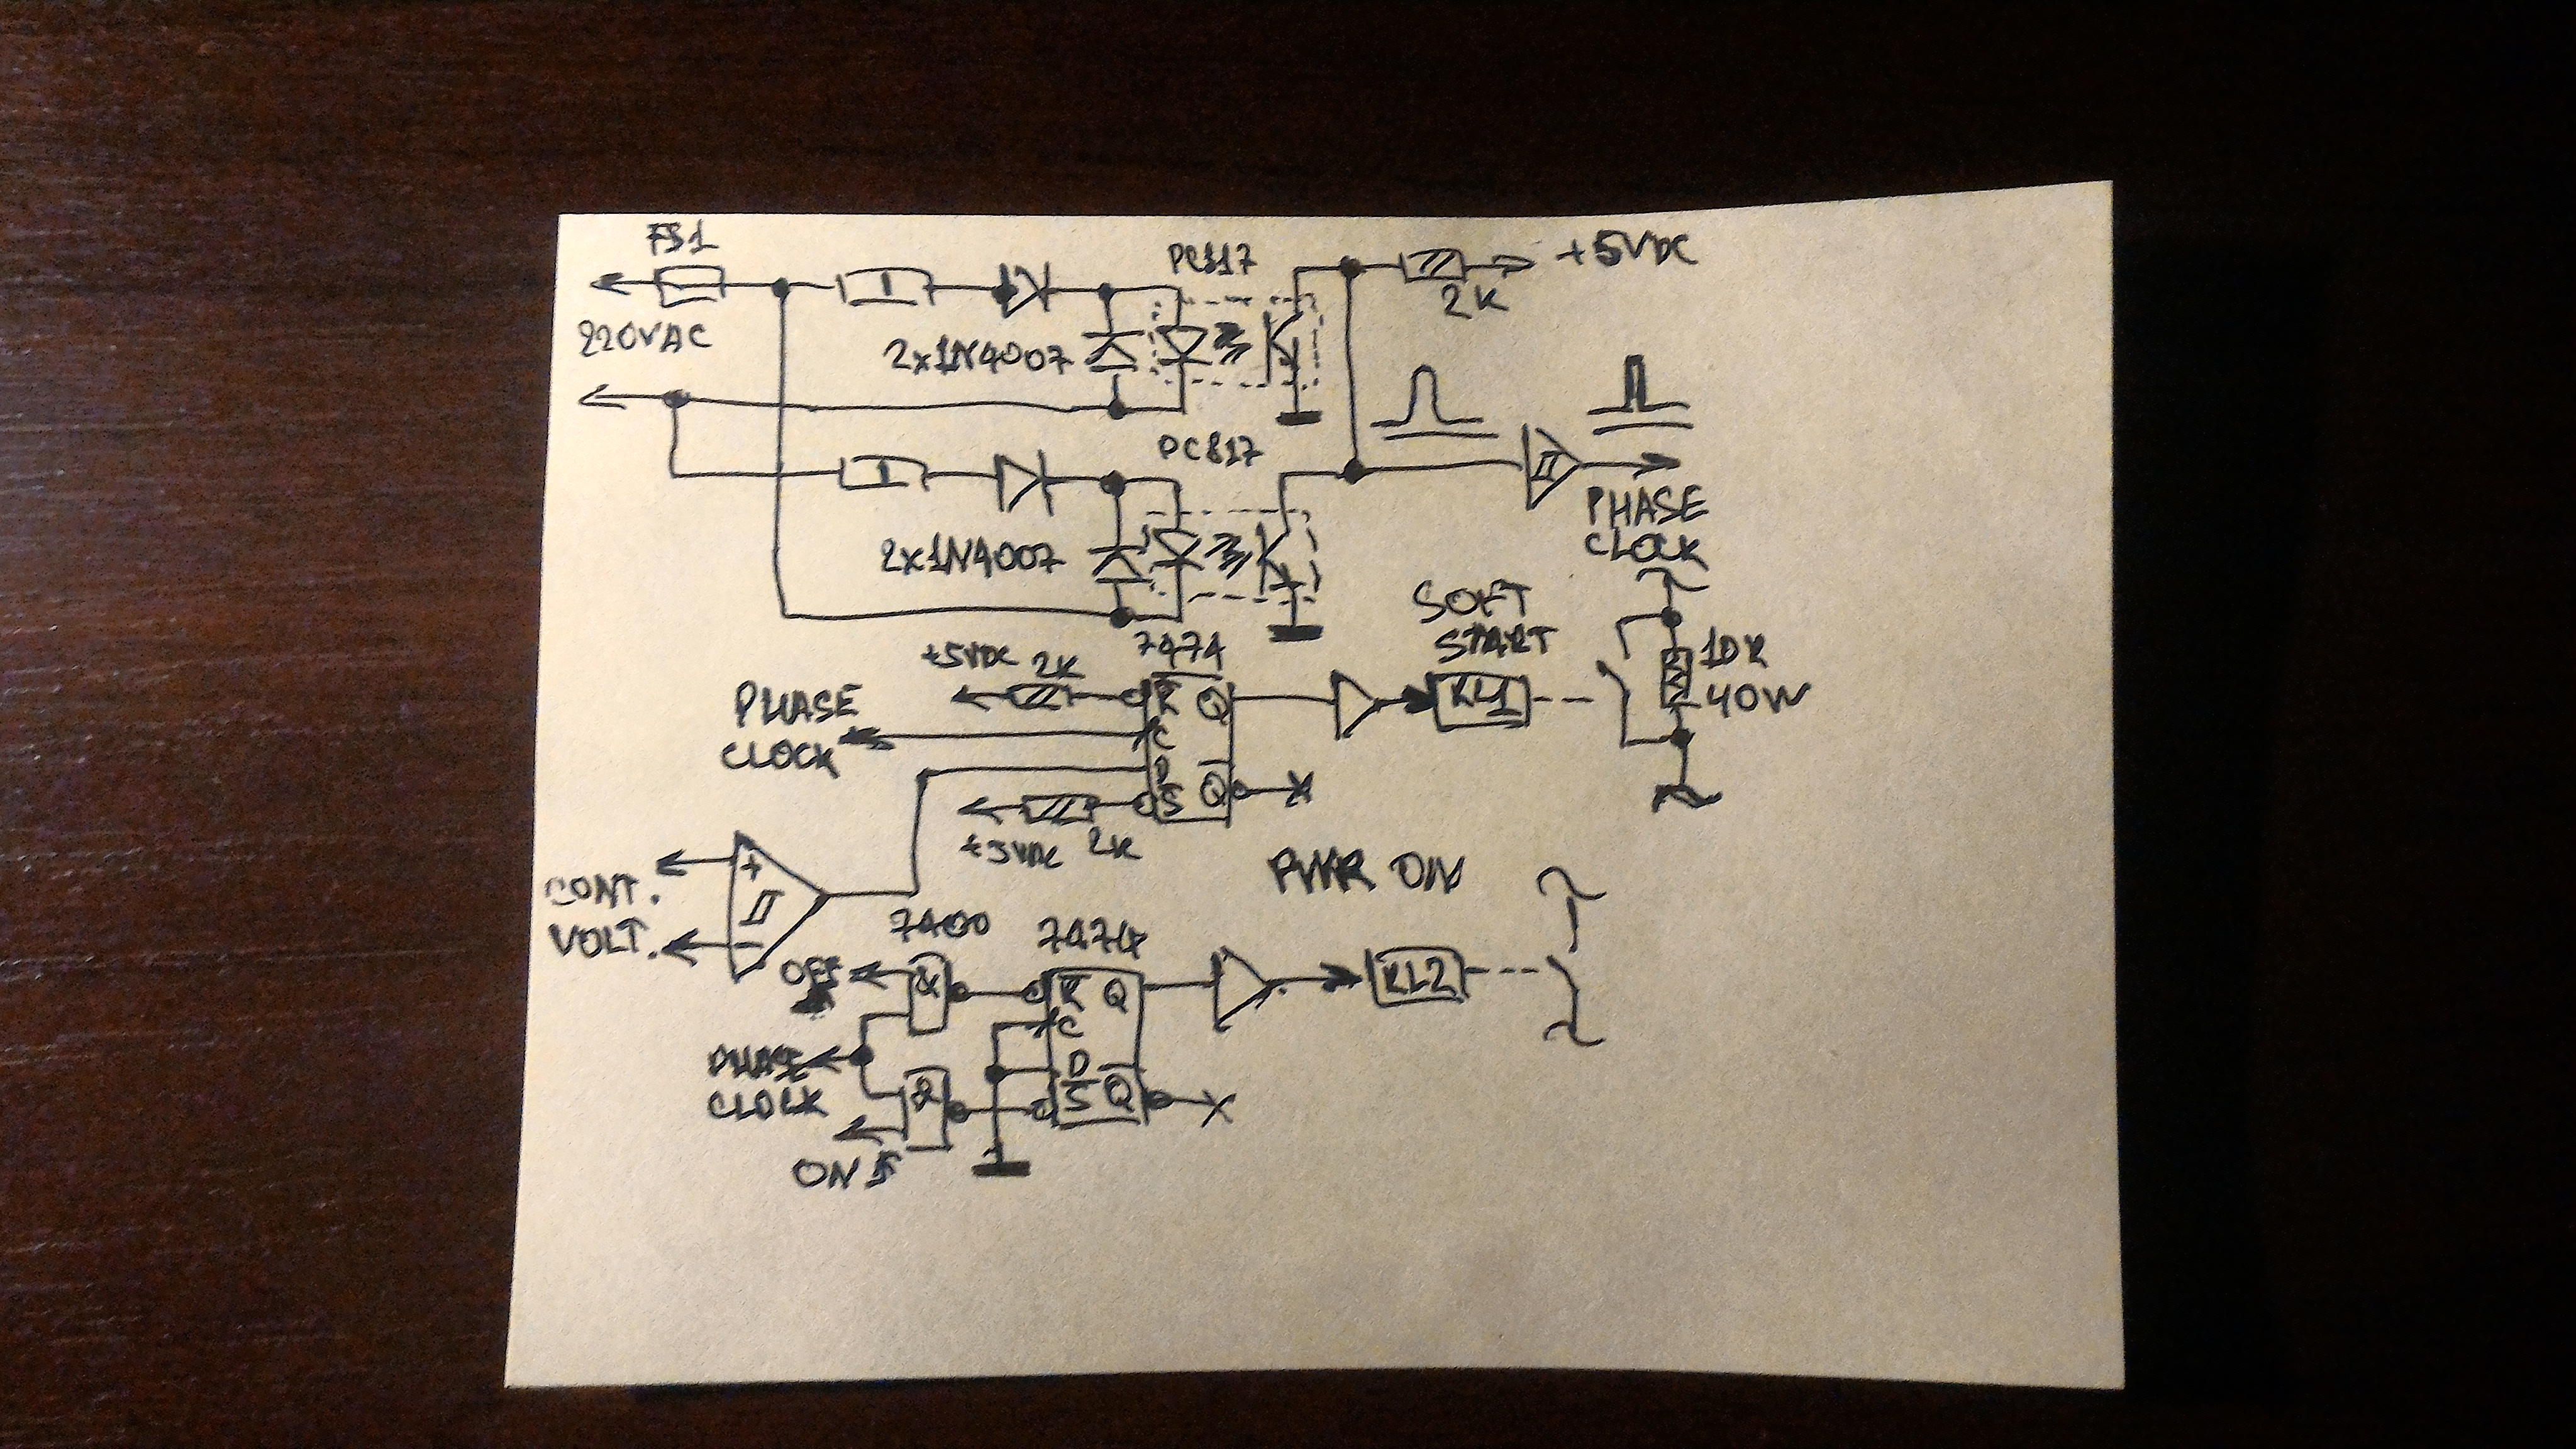 FS1
PC817
+5VDC
2K
220VAC
2x1N4007
PC817
PHASE
CLOCK
2x1N4007
SOFT
START
7474
+5VDC 2K
R Q
KL1
10K
40W
PHASE
CLOCK
C
D
S Q
+5VDC 2K
+
CONT.
VOLT.
-
PWR ON
7400
7474
OFF
&
R Q
KL2
C
PHASE
CLOCK
D
&
S Q
ON